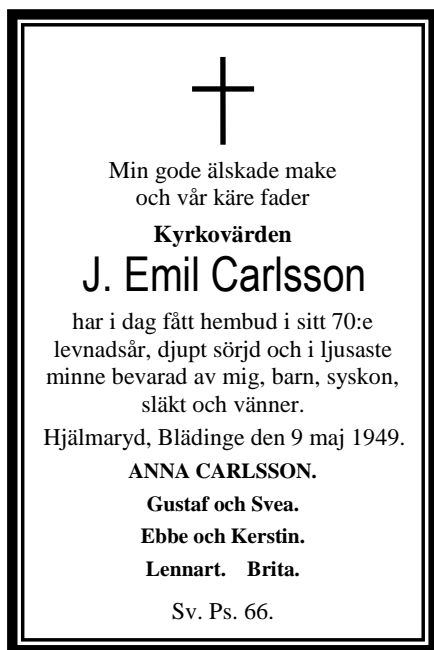 Min gode älskade make
och vår käre fader
Kyrkovärden
J. Emil Carlsson
har i dag fått hembud i sitt 70:e
levnadsår, djupt sörjd och i ljusaste
minne bevarad av mig, barn, syskon,
släkt och vänner.
Hjälmaryd, Blädinge den 9 maj 1949.
ANNA CARLSSON.
Gustaf och Svea.
Ebbe och Kerstin.
Lennart. Brita.
Sv. Ps. 66.